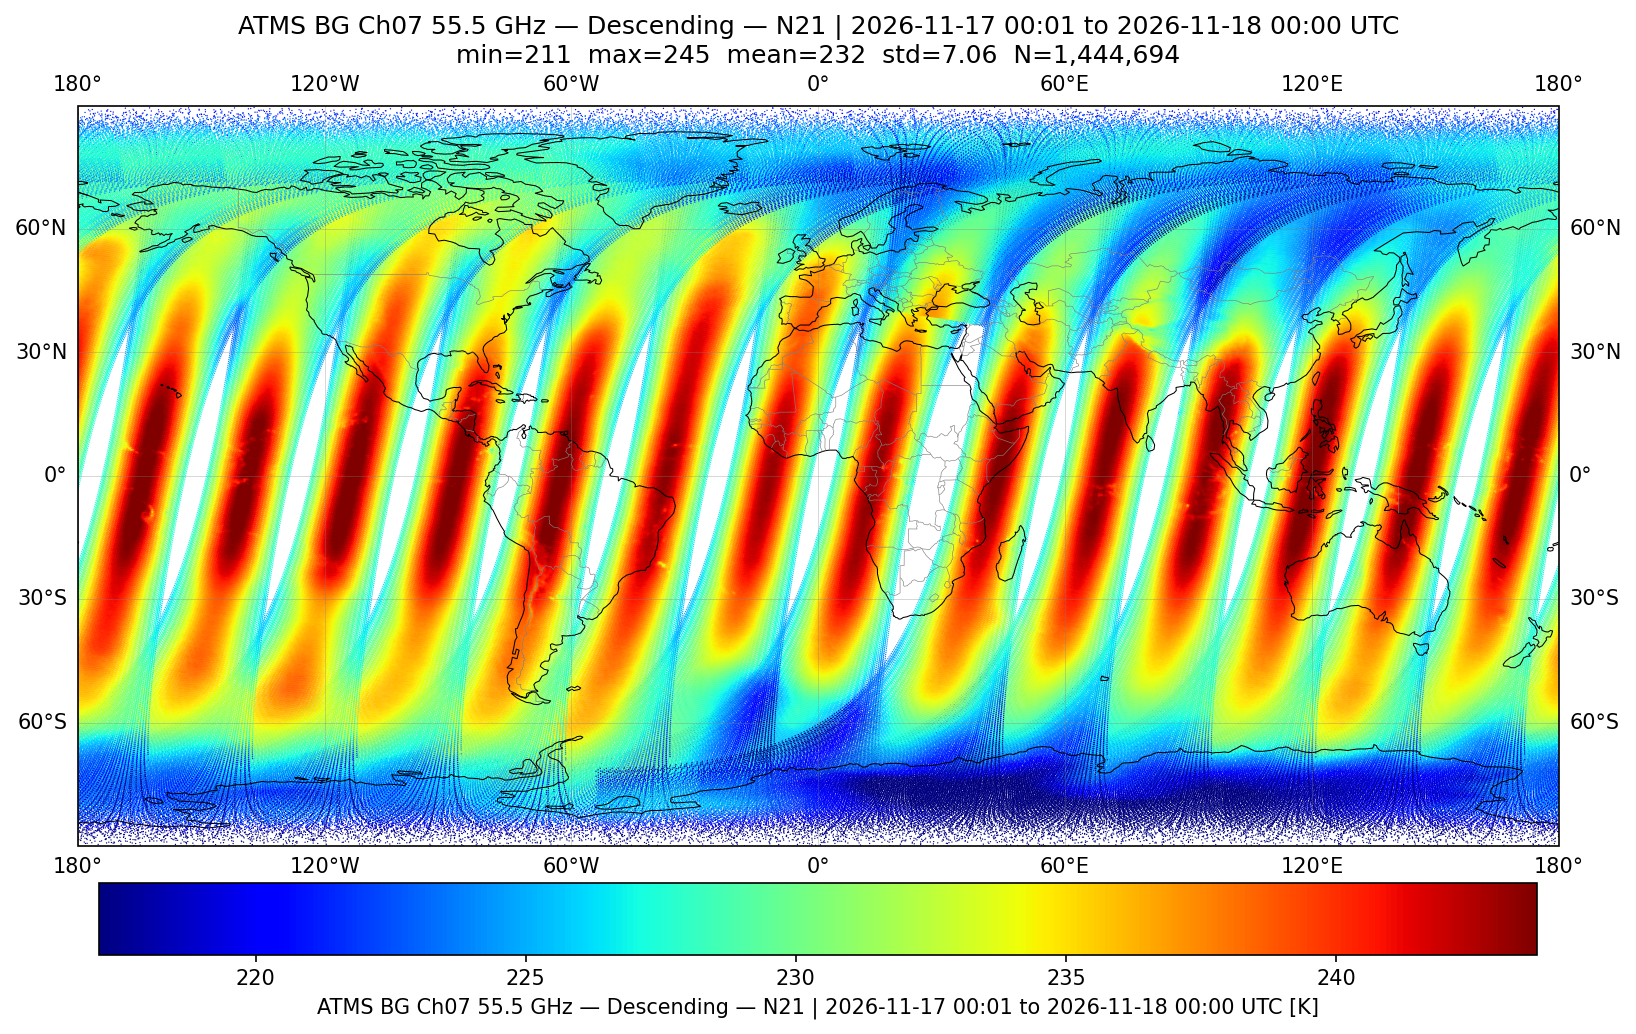 ATMS BG Ch07 55.5 GHz — Descending — N21 | 2026-11-17 00:01 to 2026-11-18 00:00 UTC
min=211  max=245  mean=232  std=7.06  N=1,444,694
180° 120°W 60°W 0° 60°E 120°E 180°
60°N 60°N
30°N 30°N
0° 0°
30°S 30°S
60°S 60°S
180° 120°W 60°W 0° 60°E 120°E 180°
220 225 230 235 240
ATMS BG Ch07 55.5 GHz — Descending — N21 | 2026-11-17 00:01 to 2026-11-18 00:00 UTC [K]